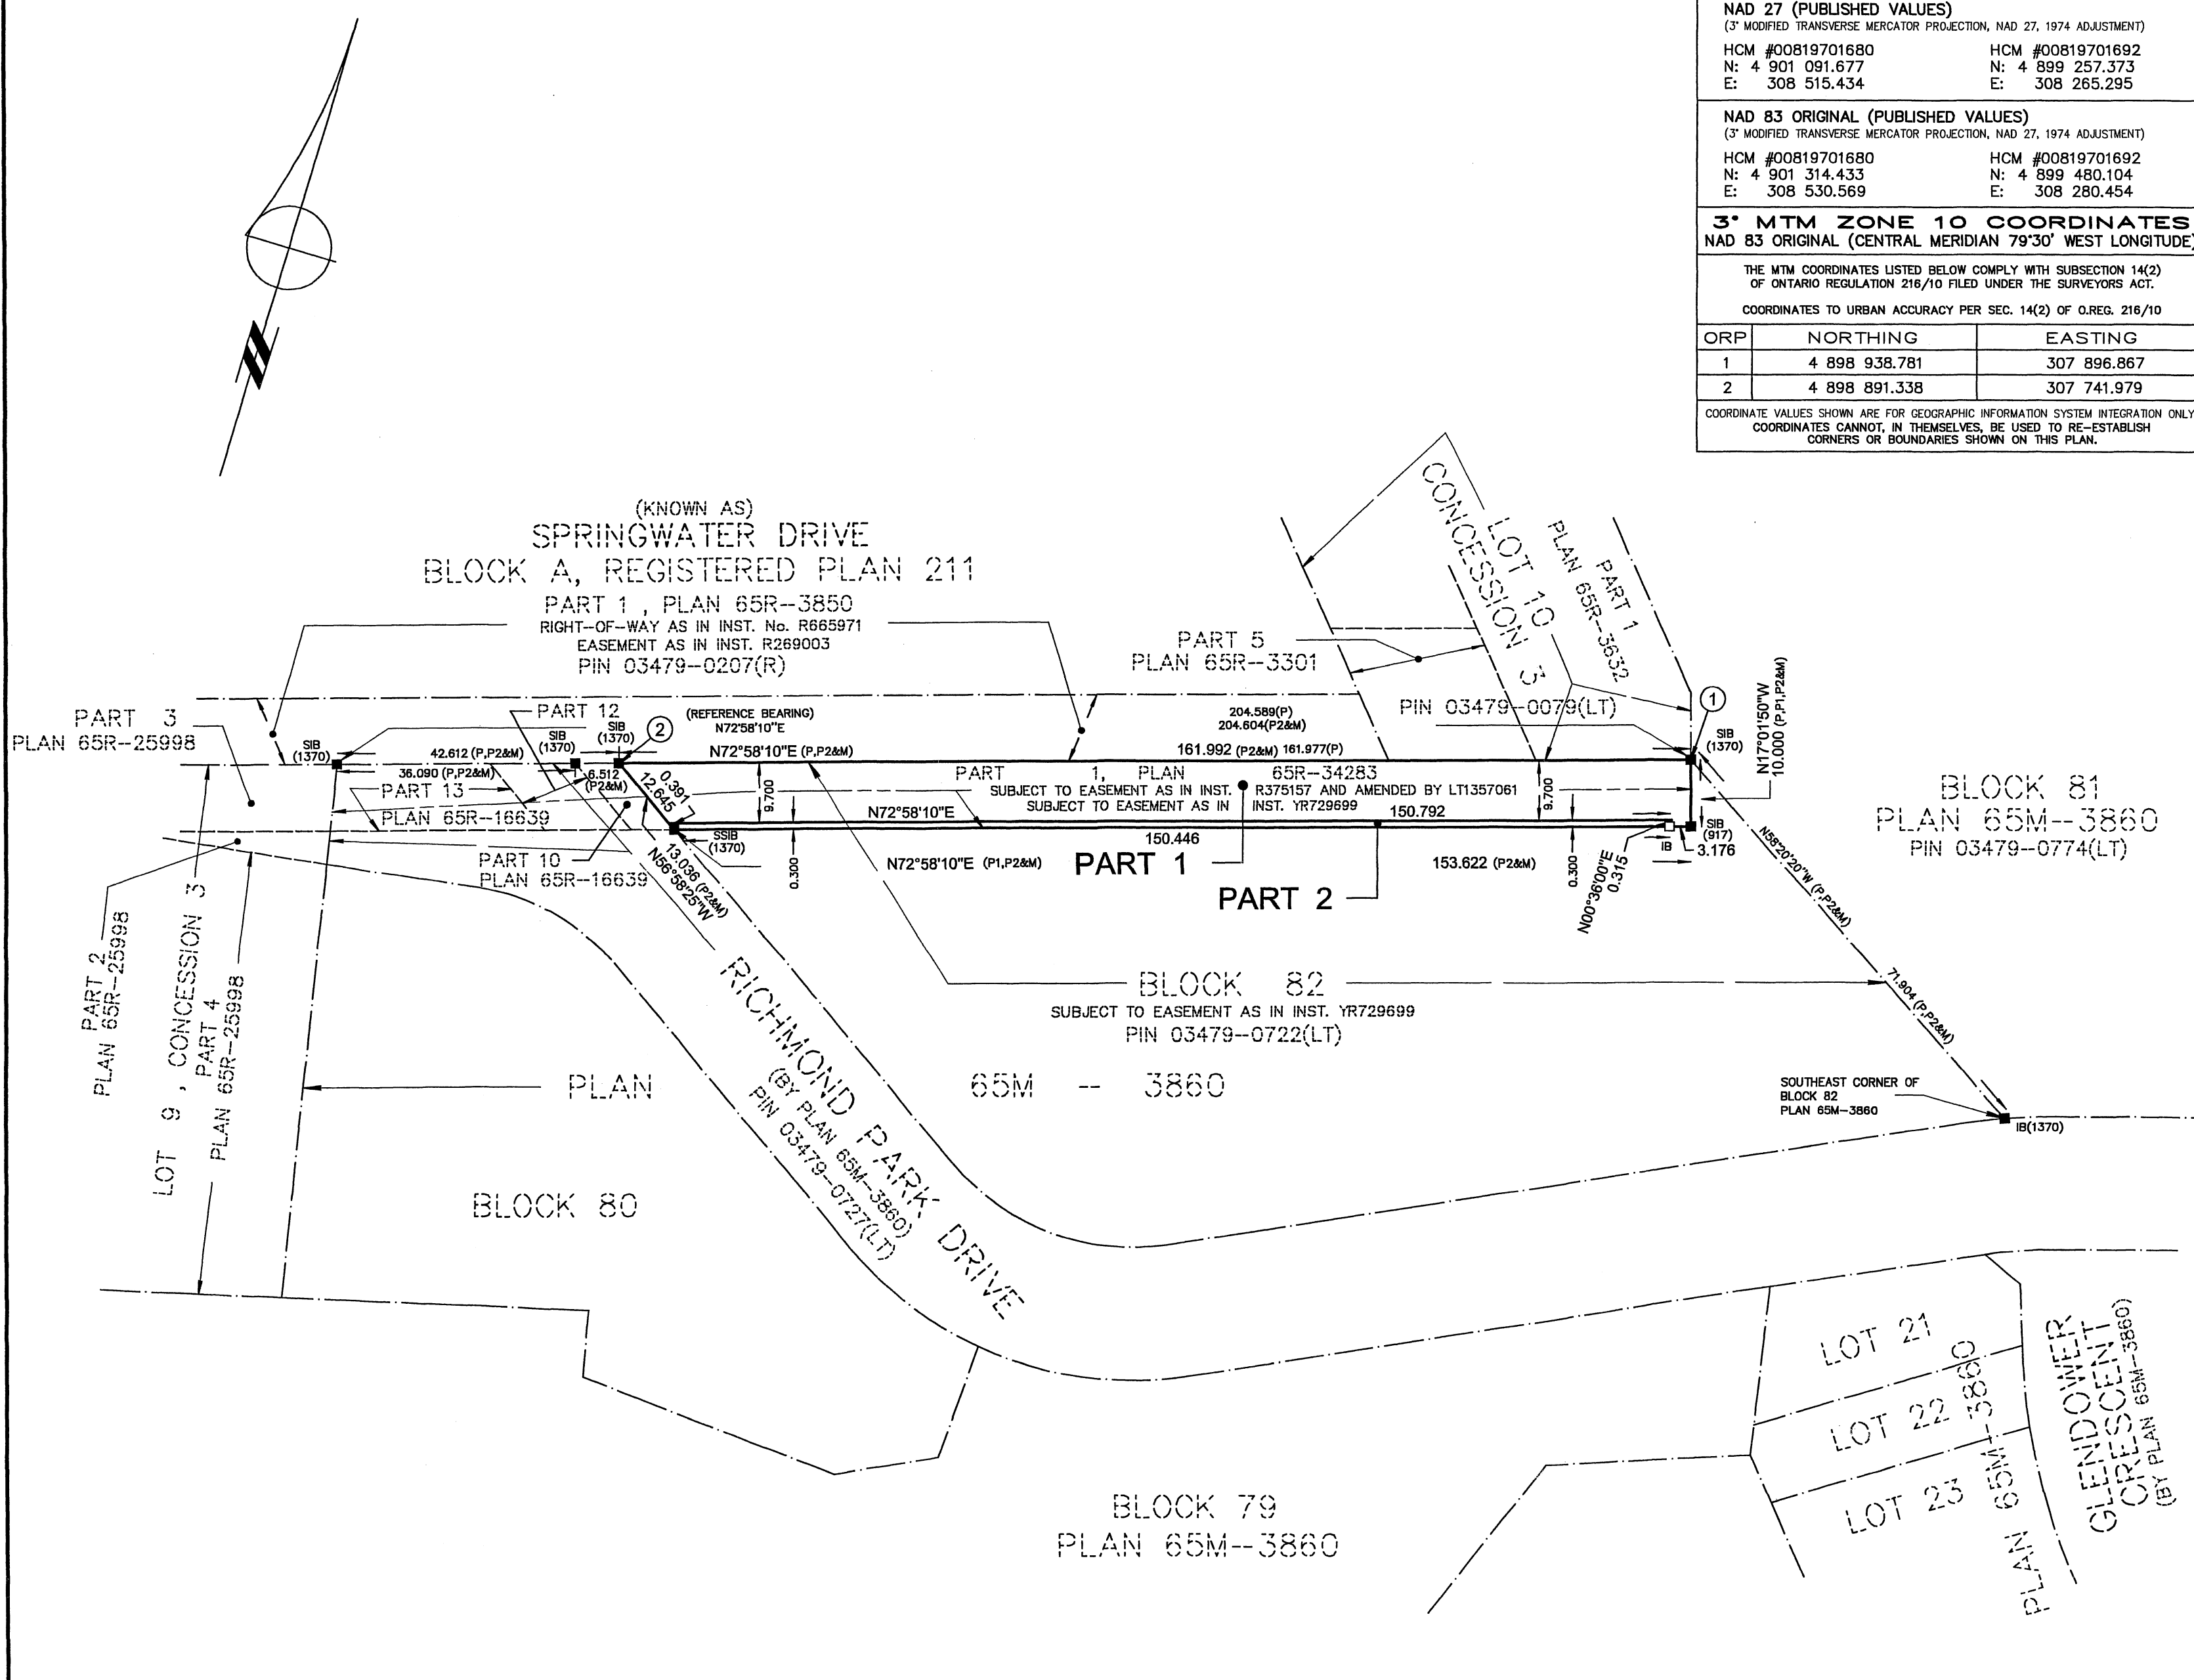 NAD 27 (PUBLISHED VALUES)
(3° MODIFIED TRANSVERSE MERCATOR PROJECTION, NAD 27, 1974 ADJUSTMENT)
HCM #00819701680 HCM #00819701692
N: 4 901 091.677 N: 4 899 257.373
E: 308 515.434 E: 308 265.295
NAD 83 ORIGINAL (PUBLISHED VALUES)
(3° MODIFIED TRANSVERSE MERCATOR PROJECTION, NAD 27, 1974 ADJUSTMENT)
HCM #00819701680 HCM #00819701692
N: 4 901 314.433 N: 4 899 480.104
E: 308 530.569 E: 308 280.454
3° MTM ZONE 10 COORDINATES
NAD 83 ORIGINAL (CENTRAL MERIDIAN 79°30' WEST LONGITUDE)
THE MTM COORDINATES LISTED BELOW COMPLY WITH SUBSECTION 14(2)
OF ONTARIO REGULATION 216/10 FILED UNDER THE SURVEYORS ACT.
COORDINATES TO URBAN ACCURACY PER SEC. 14(2) OF O.REG. 216/10
ORP NORTHING EASTING
1 4 898 938.781 307 896.867
2 4 898 891.338 307 741.979
COORDINATE VALUES SHOWN ARE FOR GEOGRAPHIC INFORMATION SYSTEM INTEGRATION ONLY
COORDINATES CANNOT, IN THEMSELVES, BE USED TO RE-ESTABLISH
CORNERS OR BOUNDARIES SHOWN ON THIS PLAN.
(KNOWN AS)
SPRINGWATER DRIVE
BLOCK A, REGISTERED PLAN 211
PART 1 , PLAN 65R--3850
RIGHT--OF--WAY AS IN INST. No. R665971
EASEMENT AS IN INST. R269003
PIN 03479--0207(R)
CONCESSION 3
LOT 10
PART 1
PLAN 65R--3632
PART 5
PLAN 65R--3301
PIN 03479--0079(LT)
1
SIB
(1370)
N17°01'50"W
10.000 (P,P1,P2&M)
PART 3
PLAN 65R--25998
SIB
(1370)
PART 12
SIB
(1370)
SIB
(1370)
2
(REFERENCE BEARING)
N72°58'10"E
204.589(P)
204.604(P2&M)
42.612 (P,P2&M)
N72°58'10"E (P,P2&M)
161.992 (P2&M) 161.977(P)
36.090 (P,P2&M)
6.512
(P2&M)
0.391
12.645
9.700
PART 1, PLAN 65R--34283
SUBJECT TO EASEMENT AS IN INST. R375157 AND AMENDED BY LT1357061
SUBJECT TO EASEMENT AS IN INST. YR729699
9.700
PART 13
PLAN 65R--16639
N72°58'10"E
150.792
SSIB
(1370)
150.446
SIB
(917)
IB
3.176
PART 10
PLAN 65R--16639
13.036 (P2&M)
N56°58'25"W
0.300
N72°58'10"E (P1,P2&M)
PART 1
153.622 (P2&M)
0.300
N00°36'00"E
0.315
PART 2
BLOCK 81
PLAN 65M--3860
PIN 03479--0774(LT)
N58°20'20"W (P,P2&M)
71.904 (P,P2&M)
PART 2
PLAN 65R--25998
LOT 9 , CONCESSION 3
PART 4
PLAN 65R--25998
BLOCK 82
SUBJECT TO EASEMENT AS IN INST. YR729699
PIN 03479--0722(LT)
RICHMOND PARK DRIVE
(BY PLAN 65M--3860)
PIN 03479--0727(LT)
PLAN 65M -- 3860
SOUTHEAST CORNER OF
BLOCK 82
PLAN 65M-3860
IB(1370)
BLOCK 80
LOT 21
LOT 22
LOT 23
PLAN 65M--3860
GLENDOWER
CRESCENT
(BY PLAN 65M--3860)
BLOCK 79
PLAN 65M--3860